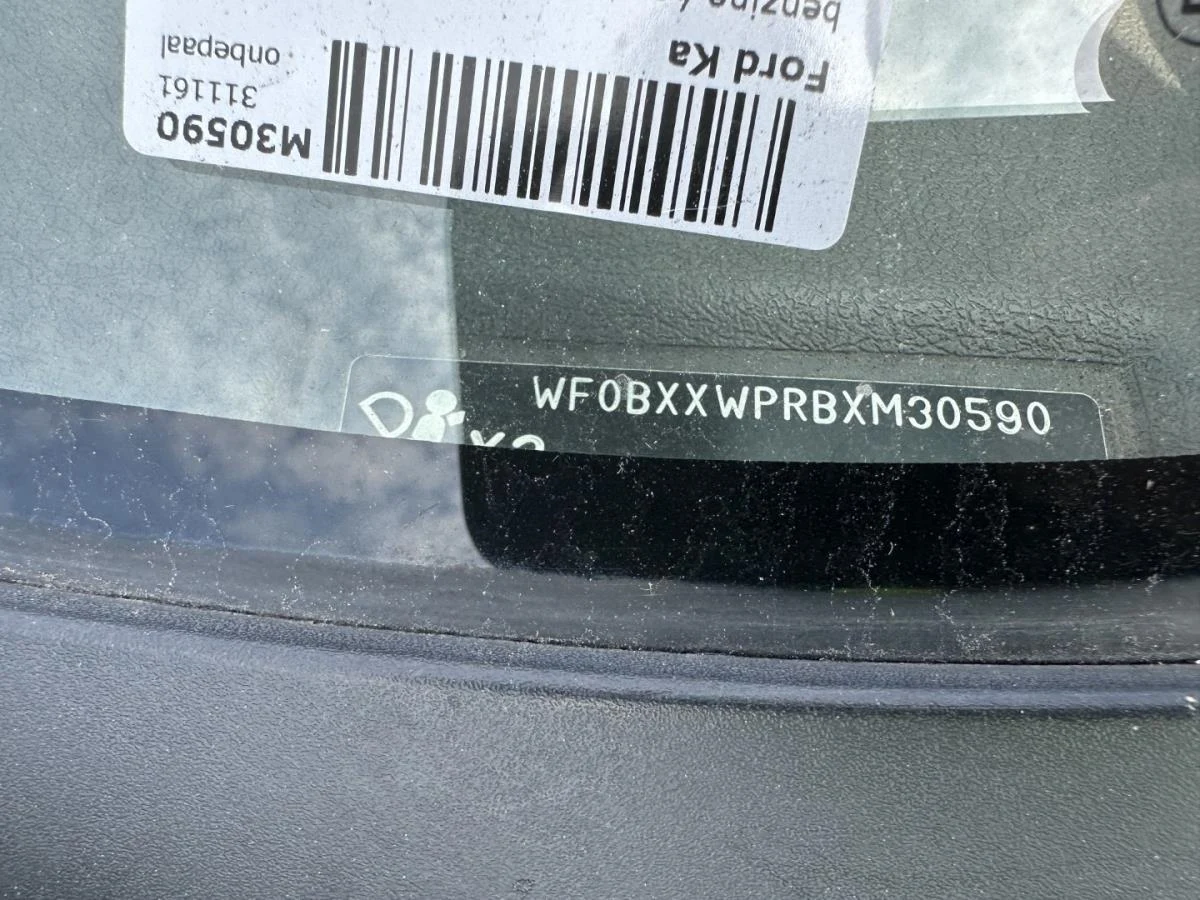 M30590
311161
onbepaal
Ford Ka
benzine
WF0BXXWPRBXM30590